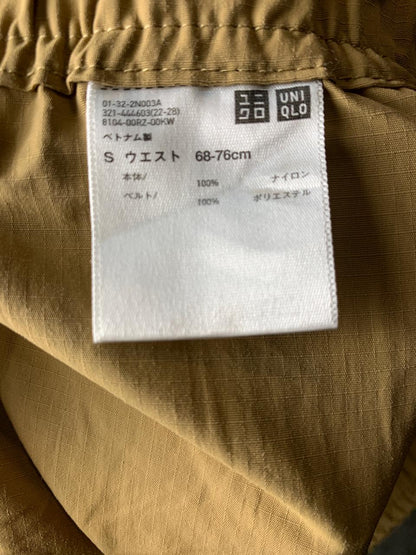 01-32-2N003A
321-444603(22-28)
8104-00RZ-00KW
ユニ
クロ
UNI
QLO
ベトナム製
S ウエスト 68-76cm
本体/ 100% ナイロン
ベルト/ 100% ポリエステル